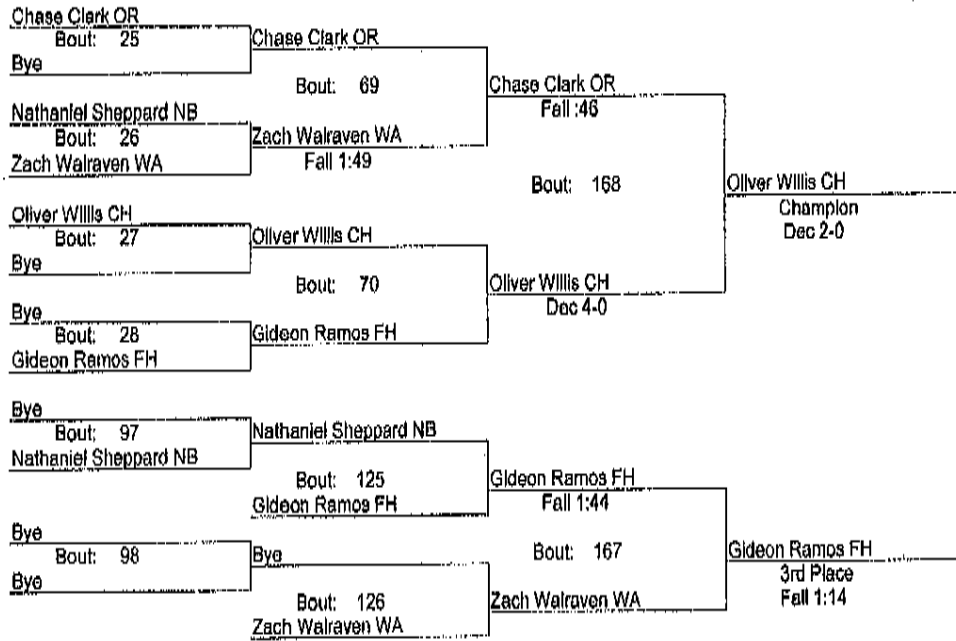 Chase Clark OR
Bout: 25
Bye
Chase Clark OR
Bout: 69
Nathaniel Sheppard NB
Bout: 26
Zach Walraven WA
Zach Walraven WA
Fall 1:49
Chase Clark OR
Fall :46
Bout: 168
Oliver Willis CH
Bout: 27
Bye
Oliver Willis CH
Bout: 70
Bye
Bout: 28
Gideon Ramos FH
Gideon Ramos FH
Oliver Willis CH
Dec 4-0
Oliver Willis CH
Champion
Dec 2-0
Bye
Bout: 97
Nathaniel Sheppard NB
Nathaniel Sheppard NB
Bout: 125
Gideon Ramos FH
Gideon Ramos FH
Fall 1:44
Bout: 167
Bye
Bout: 98
Bye
Bye
Bout: 126
Zach Walraven WA
Zach Walraven WA
Gideon Ramos FH
3rd Place
Fall 1:14